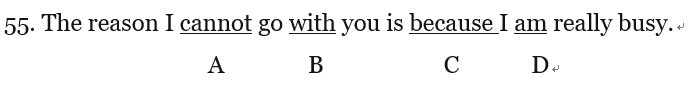 55. The reason I cannot go with you is because I am really busy.
A B C D